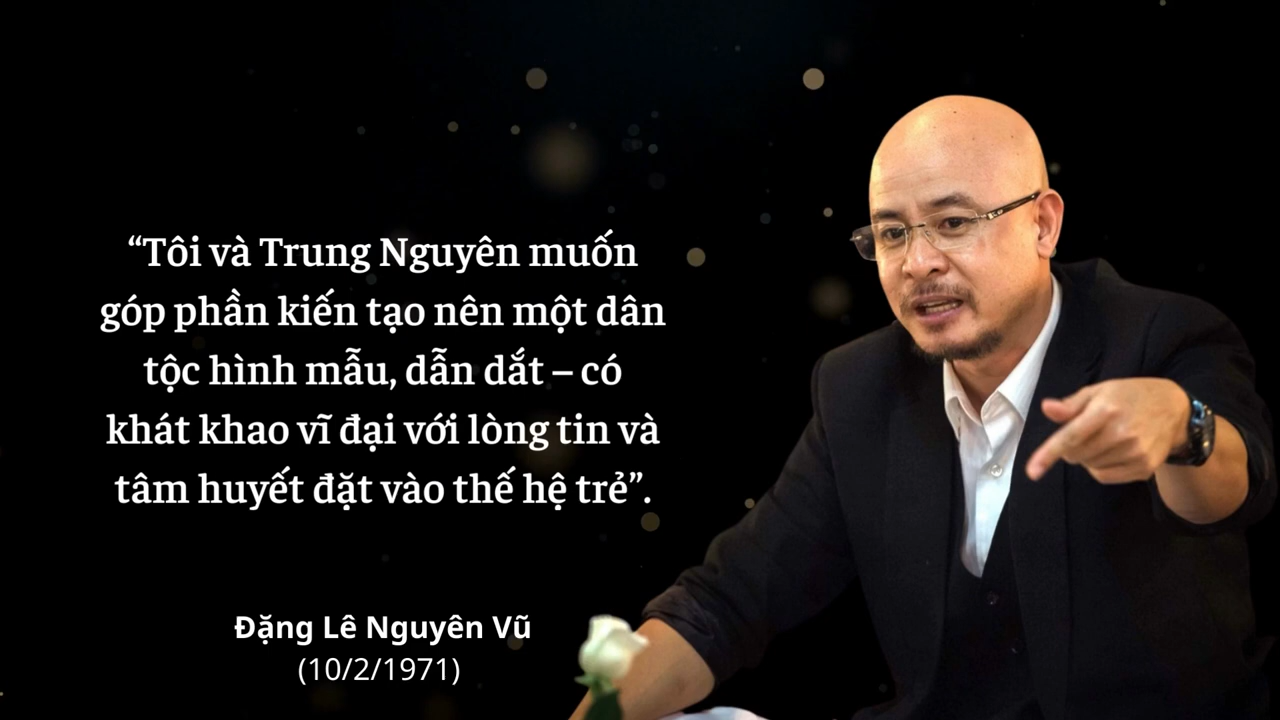 “Tôi và Trung Nguyên muốn
góp phần kiến tạo nên một dân
tộc hình mẫu, dẫn dắt – có
khát khao vĩ đại với lòng tin và
tâm huyết đặt vào thế hệ trẻ”.
Đặng Lê Nguyên Vũ
(10/2/1971)